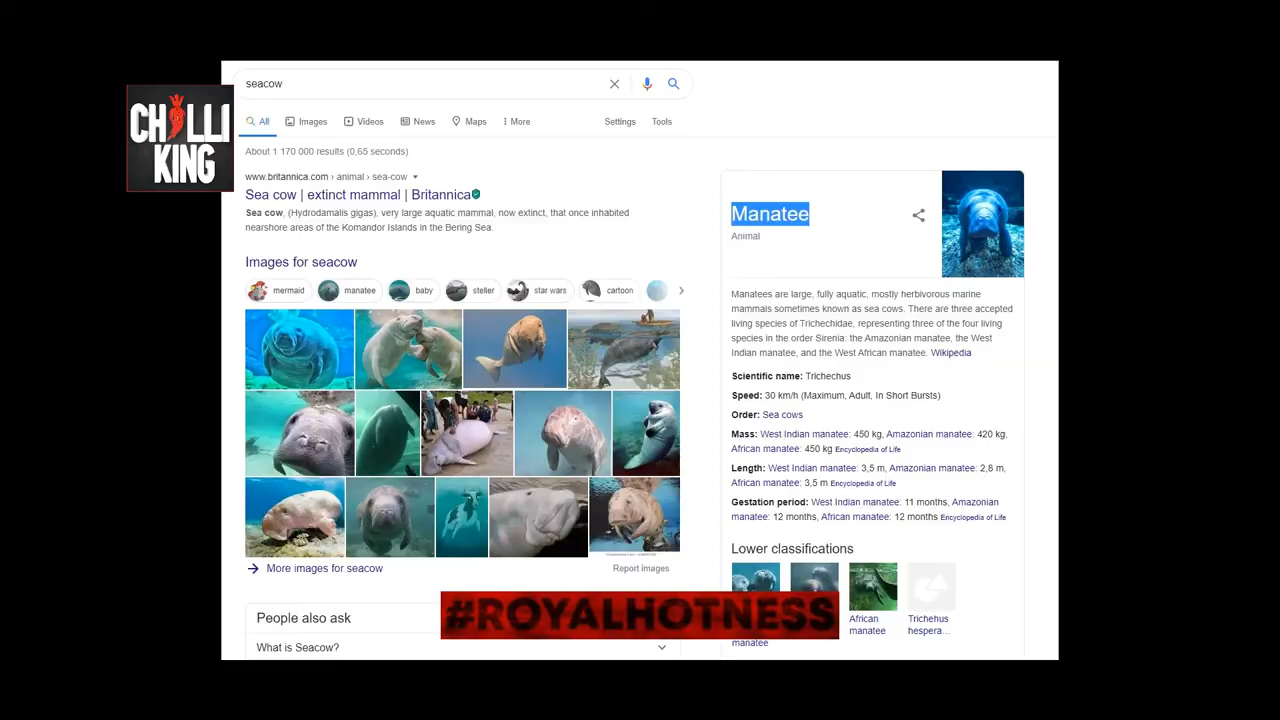 seacow
CHILLI
KING
All
Images
Videos
News
Maps
More
Settings
Tools
About 1 170 000 results (0,65 seconds)
www.britannica.com › animal › sea-cow
Sea cow | extinct mammal | Britannica
Sea cow, (Hydrodamalis gigas), very large aquatic mammal, now extinct, that once inhabited
nearshore areas of the Komandor Islands in the Bering Sea.
Images for seacow
mermaid
manatee
baby
steller
star wars
cartoon
More images for seacow
Report images
People also ask
What is Seacow?
#ROYALHOTNESS
Manatee
Animal
Manatees are large, fully aquatic, mostly herbivorous marine
mammals sometimes known as sea cows. There are three accepted
living species of Trichechidae, representing three of the four living
species in the order Sirenia: the Amazonian manatee, the West
Indian manatee, and the West African manatee. Wikipedia
Scientific name: Trichechus
Speed: 30 km/h (Maximum, Adult, In Short Bursts)
Order: Sea cows
Mass: West Indian manatee: 450 kg, Amazonian manatee: 420 kg,
African manatee: 450 kg Encyclopedia of Life
Length: West Indian manatee: 3,5 m, Amazonian manatee: 2,8 m,
African manatee: 3,5 m Encyclopedia of Life
Gestation period: West Indian manatee: 11 months, Amazonian
manatee: 12 months, African manatee: 12 months Encyclopedia of Life
Lower classifications
African
manatee
Trichehus
hespera...
manatee